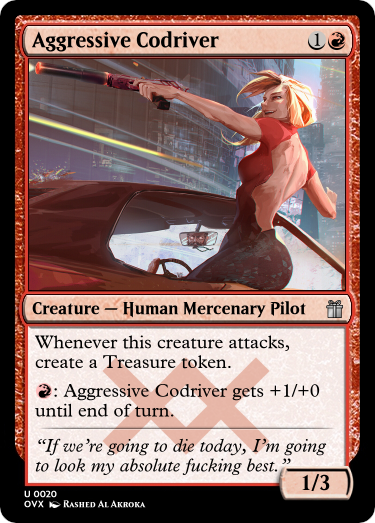 Aggressive Codriver 1
Creature — Human Mercenary Pilot
Whenever this creature attacks,
create a Treasure token.
: Aggressive Codriver gets +1/+0
until end of turn.
“If we’re going to die today, I’m going
to look my absolute fucking best.”
1/3
U 0020
OVX Rashed Al Akroka